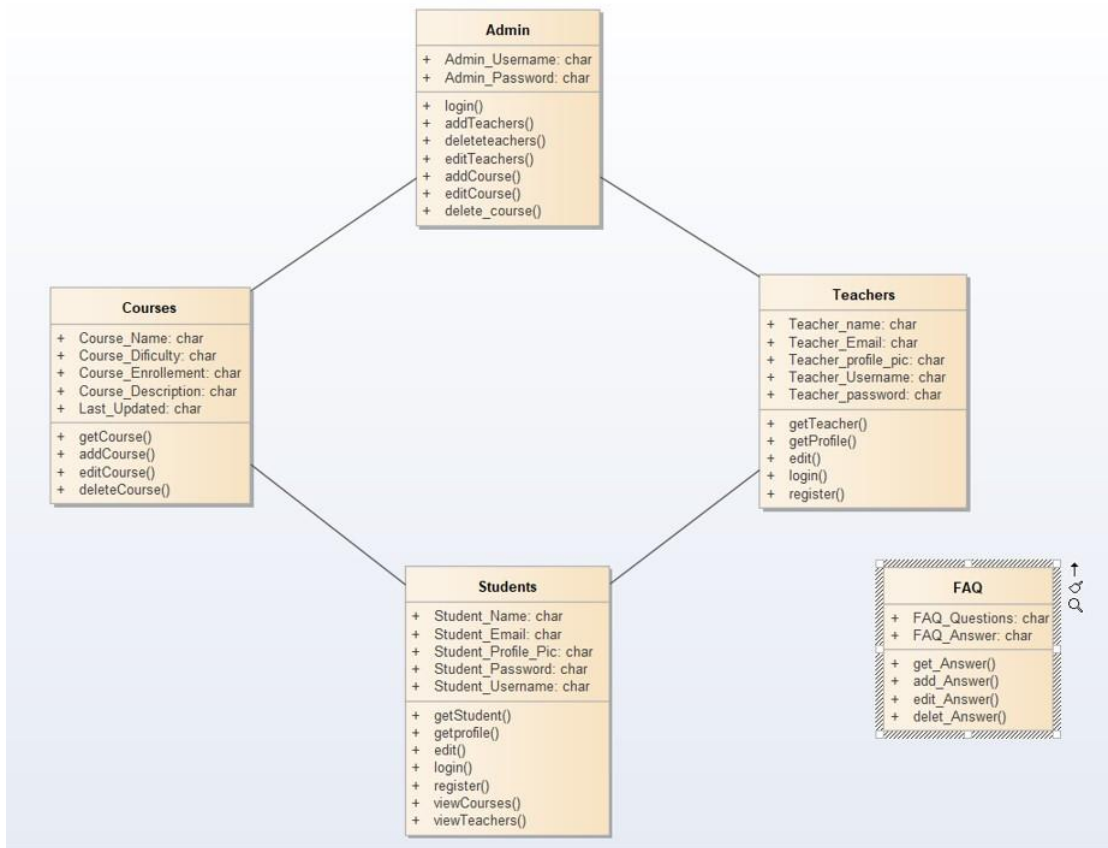 Admin
+ Admin_Username: char
+ Admin_Password: char
+ login()
+ addTeachers()
+ deleteteachers()
+ editTeachers()
+ addCourse()
+ editCourse()
+ delete_course()
Courses
+ Course_Name: char
+ Course_Dificulty: char
+ Course_Enrollement: char
+ Course_Description: char
+ Last_Updated: char
+ getCourse()
+ addCourse()
+ editCourse()
+ deleteCourse()
Teachers
+ Teacher_name: char
+ Teacher_Email: char
+ Teacher_profile_pic: char
+ Teacher_Username: char
+ Teacher_password: char
+ getTeacher()
+ getProfile()
+ edit()
+ login()
+ register()
Students
+ Student_Name: char
+ Student_Email: char
+ Student_Profile_Pic: char
+ Student_Password: char
+ Student_Username: char
+ getStudent()
+ getprofile()
+ edit()
+ login()
+ register()
+ viewCourses()
+ viewTeachers()
FAQ
+ FAQ_Questions: char
+ FAQ_Answer: char
+ get_Answer()
+ add_Answer()
+ edit_Answer()
+ delet_Answer()